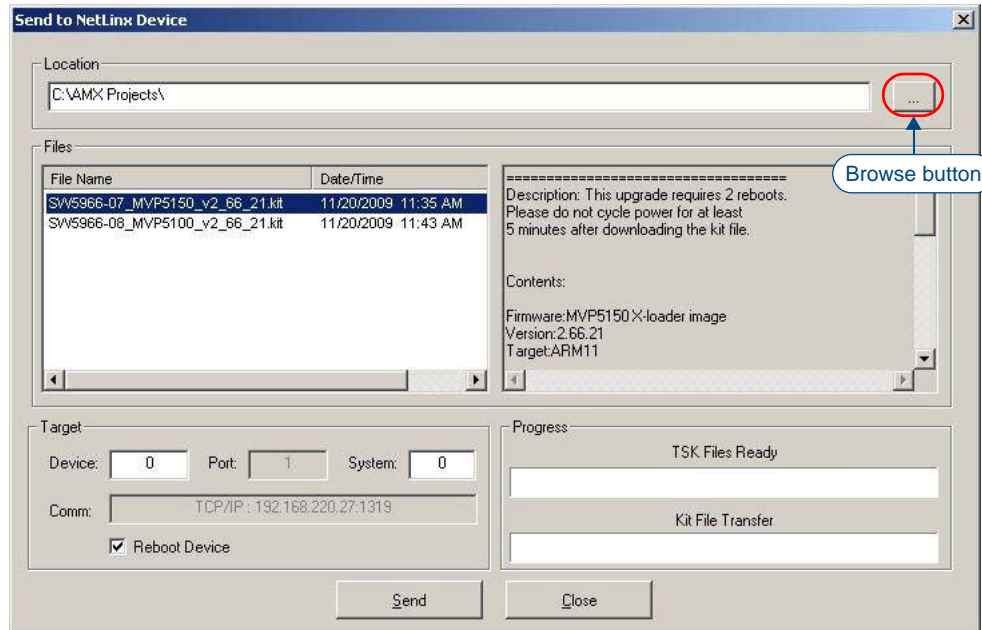 Send to NetLinx Device
Location
C:\AMX Projects\
...
Browse button
Files
File Name Date/Time
SW5966-07_MVP5150_v2_66_21.kit 11/20/2009 11:35 AM
SW5966-08_MVP5100_v2_66_21.kit 11/20/2009 11:43 AM
===================================
Description: This upgrade requires 2 reboots.
Please do not cycle power for at least
5 minutes after downloading the kit file.
Contents:
Firmware:MVP5150 X-loader image
Version:2.66.21
Target:ARM11
Target
Device: 0 Port: 1 System: 0
Comm: TCP/IP : 192.168.220.27:1319
Reboot Device
Progress
TSK Files Ready
Kit File Transfer
Send Close